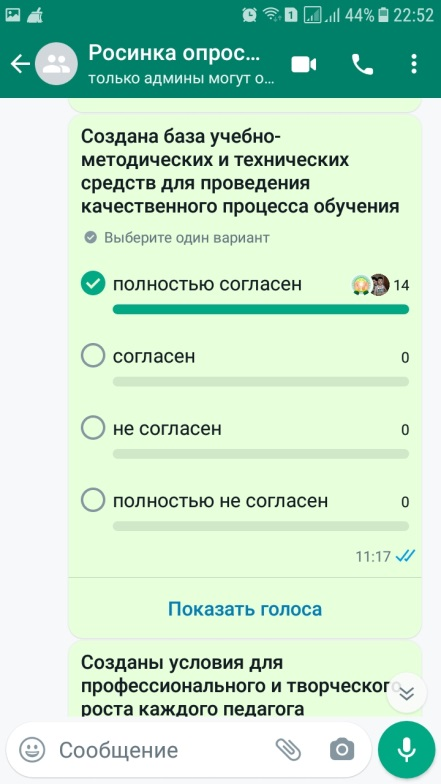 1
44%
22:52
Росинка опрос...
только админы могут о...
Создана база учебно-
методических и технических
средств для проведения
качественного процесса обучения
Выберите один вариант
полностью согласен 14
согласен 0
не согласен 0
полностью не согласен 0
11:17
Показать голоса
Созданы условия для
профессионального и творческого
роста каждого педагога
Сообщение